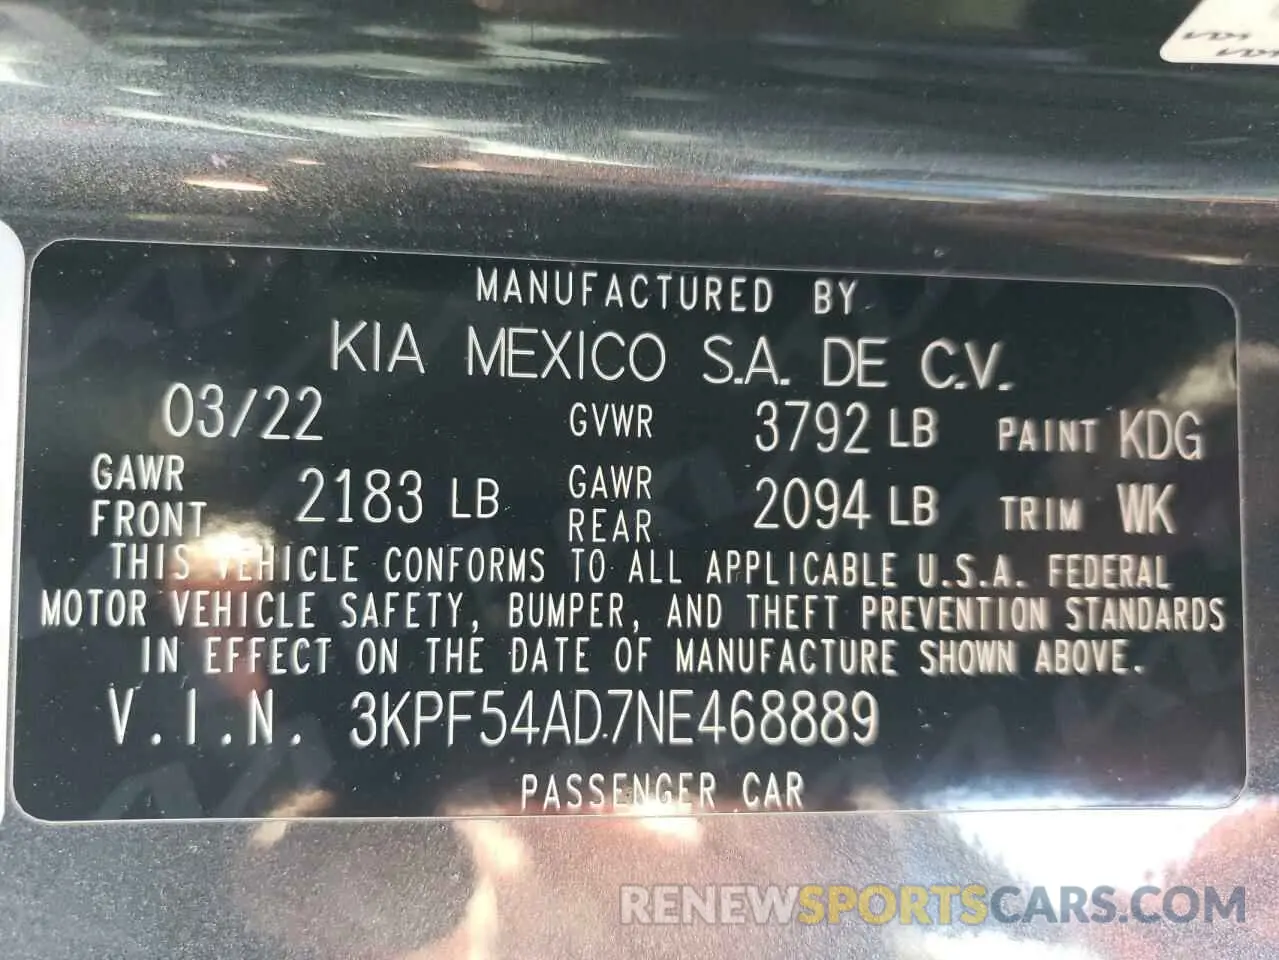 MANUFACTURED BY
KIA MEXICO S.A. DE C.V.
03/22 GVWR 3792 LB PAINT KDG
GAWR FRONT 2183 LB GAWR REAR 2094 LB TRIM WK
THIS VEHICLE CONFORMS TO ALL APPLICABLE U.S.A. FEDERAL
MOTOR VEHICLE SAFETY, BUMPER, AND THEFT PREVENTION STANDARDS
IN EFFECT ON THE DATE OF MANUFACTURE SHOWN ABOVE.
V.I.N. 3KPF54AD7NE468889
PASSENGER CAR
RENEWSPORTSCARS.COM